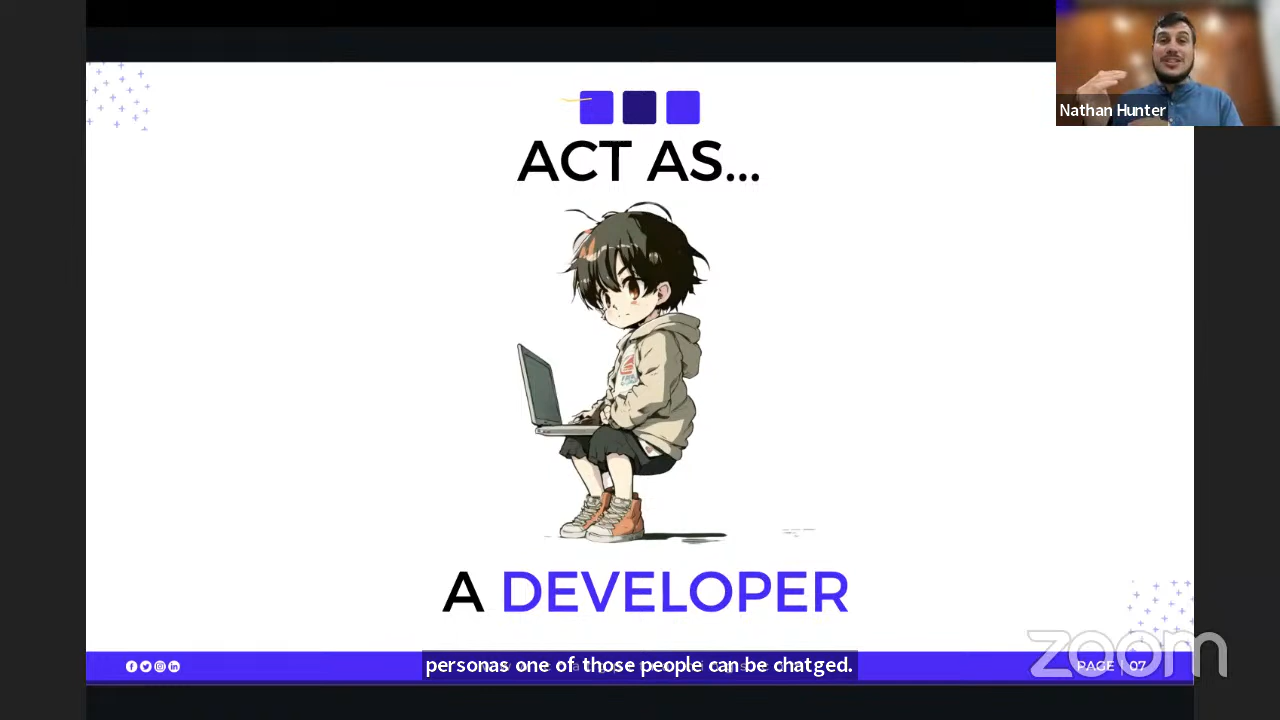 Nathan Hunter
ACT AS...
A DEVELOPER
personas one of those people can be chatged.
PAGE | 07
zoom